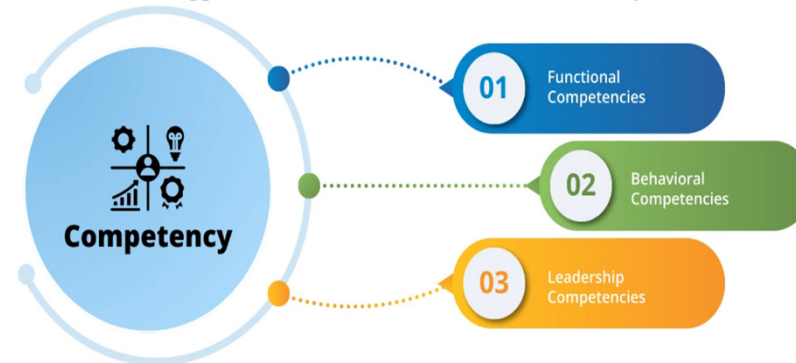 Competency
01
Functional
Competencies
02
Behavioral
Competencies
03
Leadership
Competencies